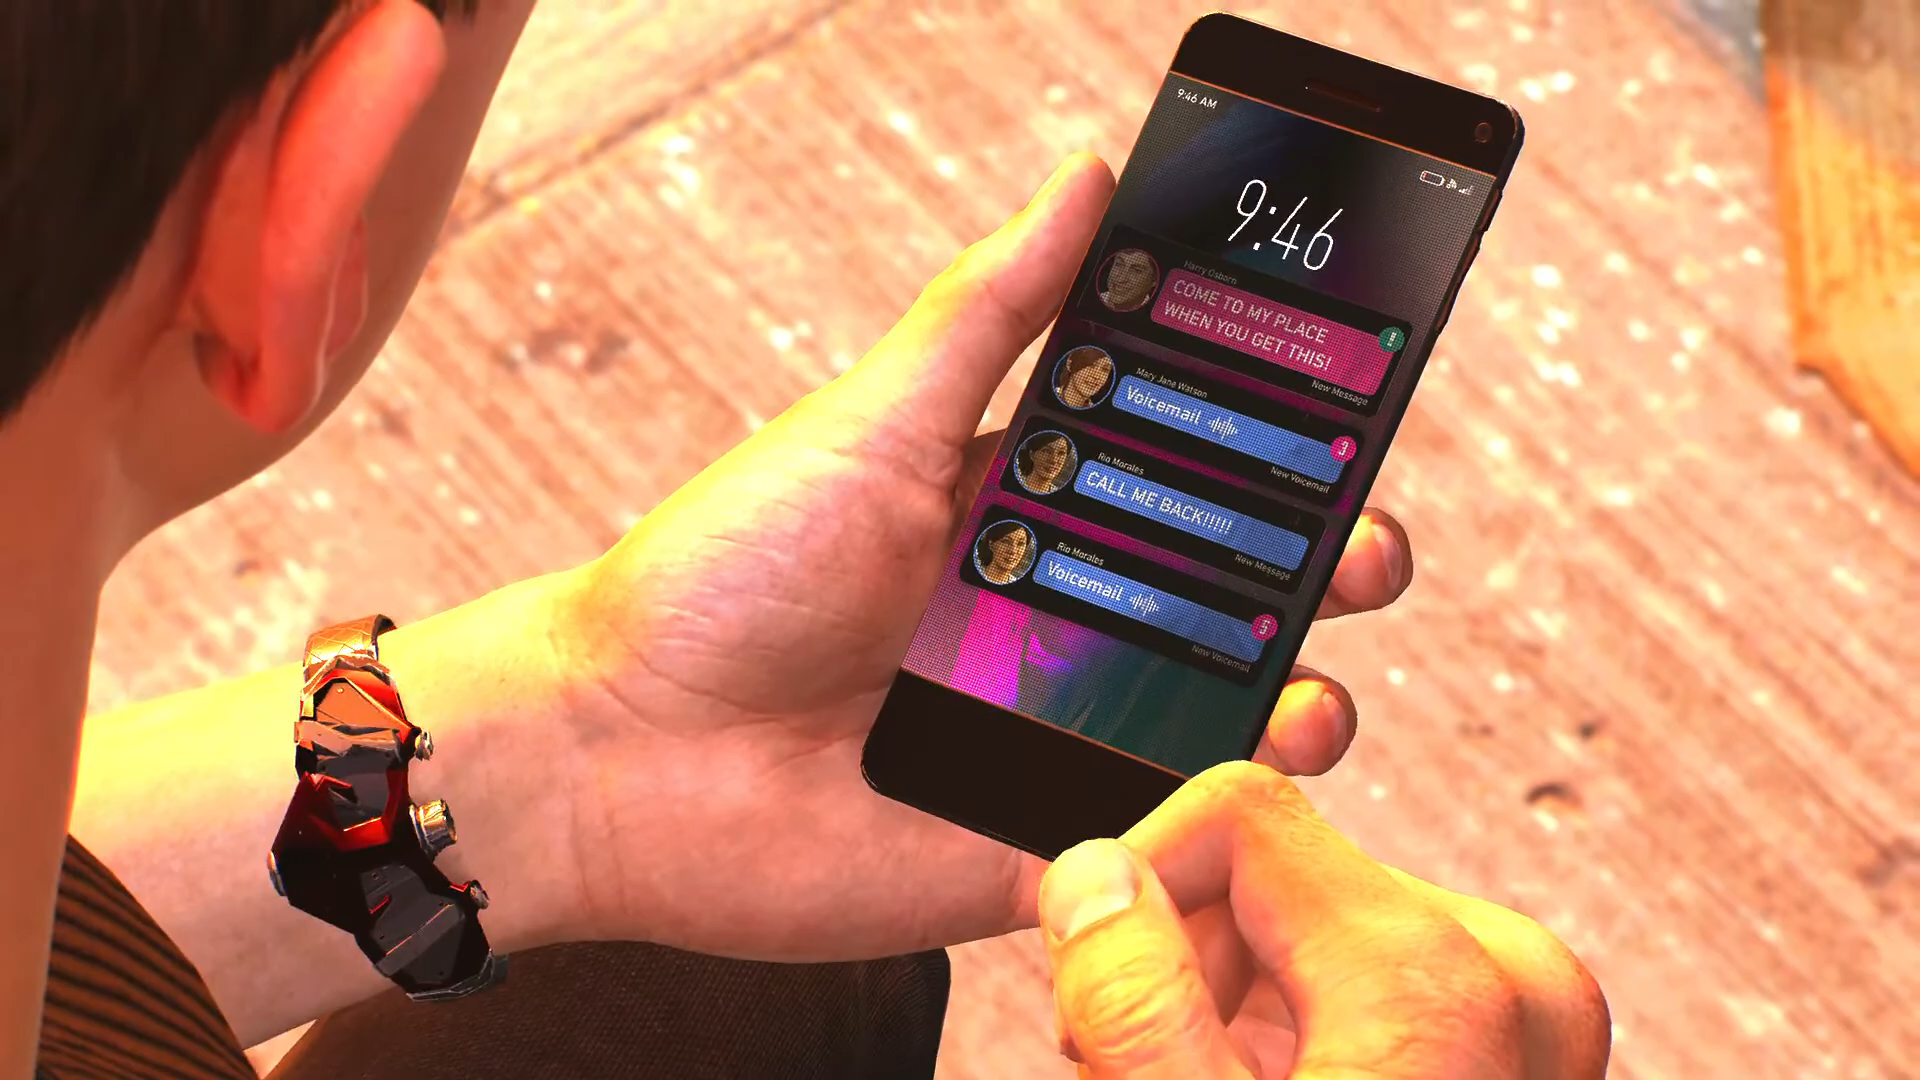 9:46 AM
9:46
Harry Osborn
COME TO MY PLACE
WHEN YOU GET THIS!
!
New Message
Mary Jane Watson
Voicemail
3
New Voicemail
Rio Morales
CALL ME BACK!!!!!
New Message
Rio Morales
Voicemail
5
New Voicemail